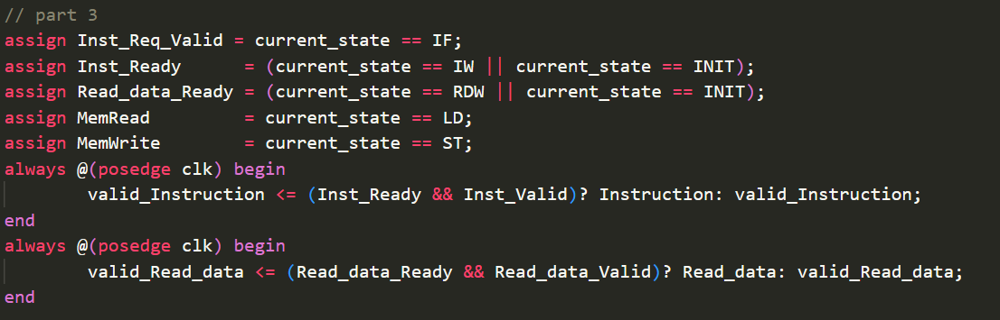 // part 3
assign Inst_Req_Valid = current_state == IF;
assign Inst_Ready      = (current_state == IW || current_state == INIT);
assign Read_data_Ready = (current_state == RDW || current_state == INIT);
assign MemRead         = current_state == LD;
assign MemWrite        = current_state == ST;
always @(posedge clk) begin
        valid_Instruction <= (Inst_Ready && Inst_Valid)? Instruction: valid_Instruction;
end
always @(posedge clk) begin
        valid_Read_data <= (Read_data_Ready && Read_data_Valid)? Read_data: valid_Read_data;
end